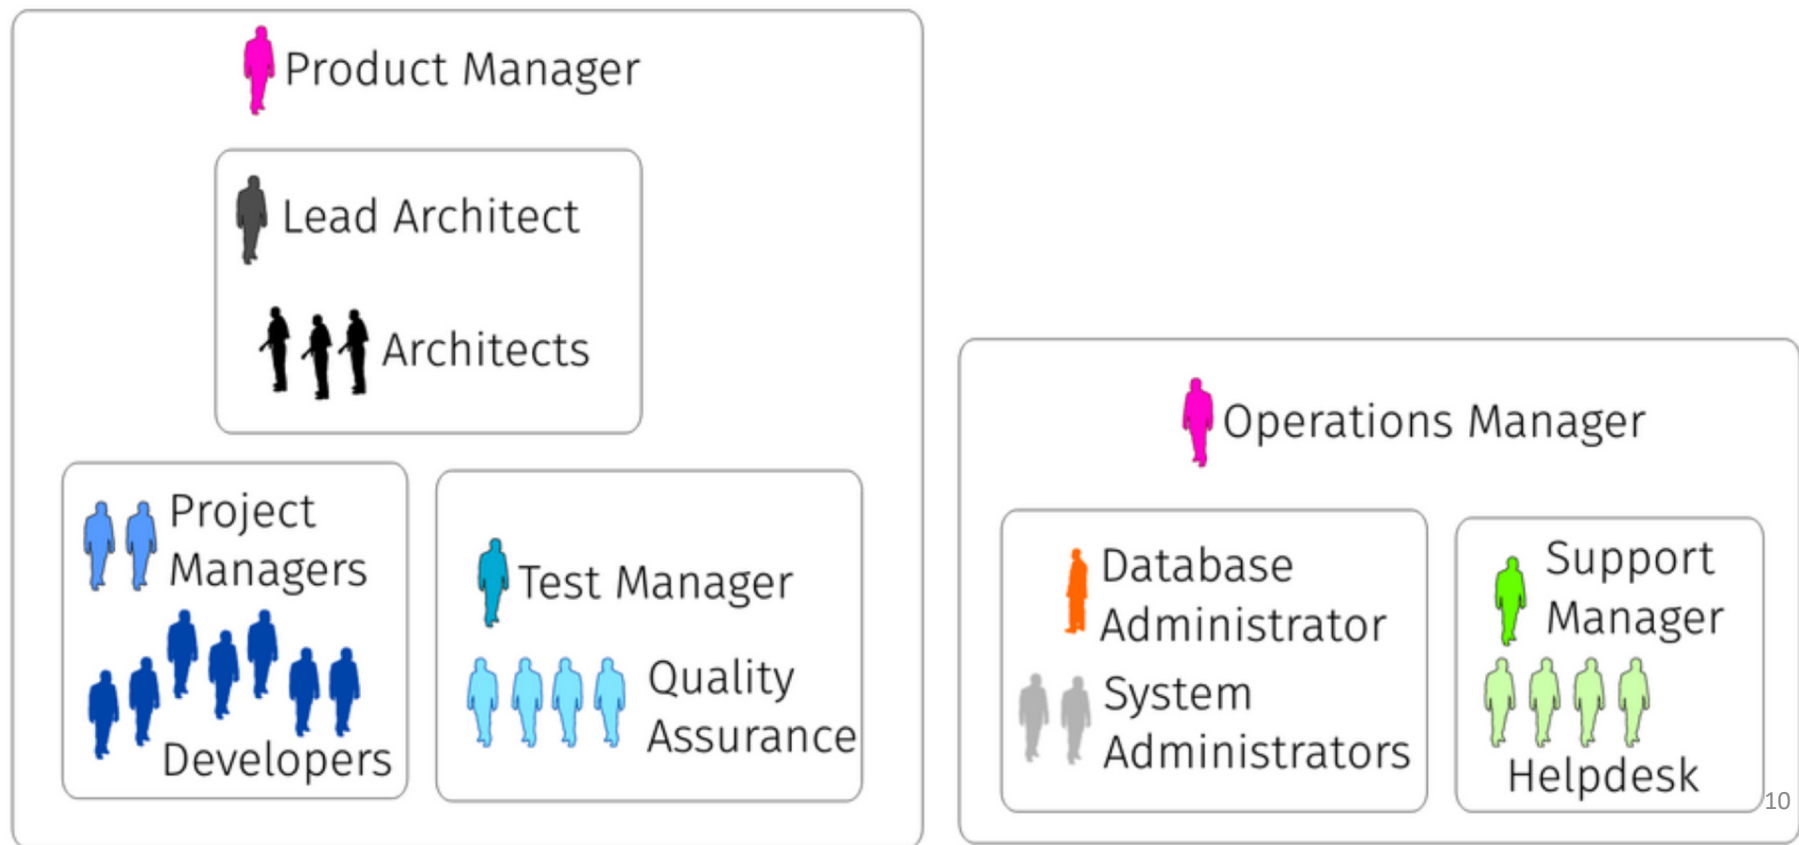 Product Manager
Lead Architect
Architects
Project
Managers
Developers
Test Manager
Quality
Assurance
Operations Manager
Database
Administrator
System
Administrators
Support
Manager
Helpdesk
10